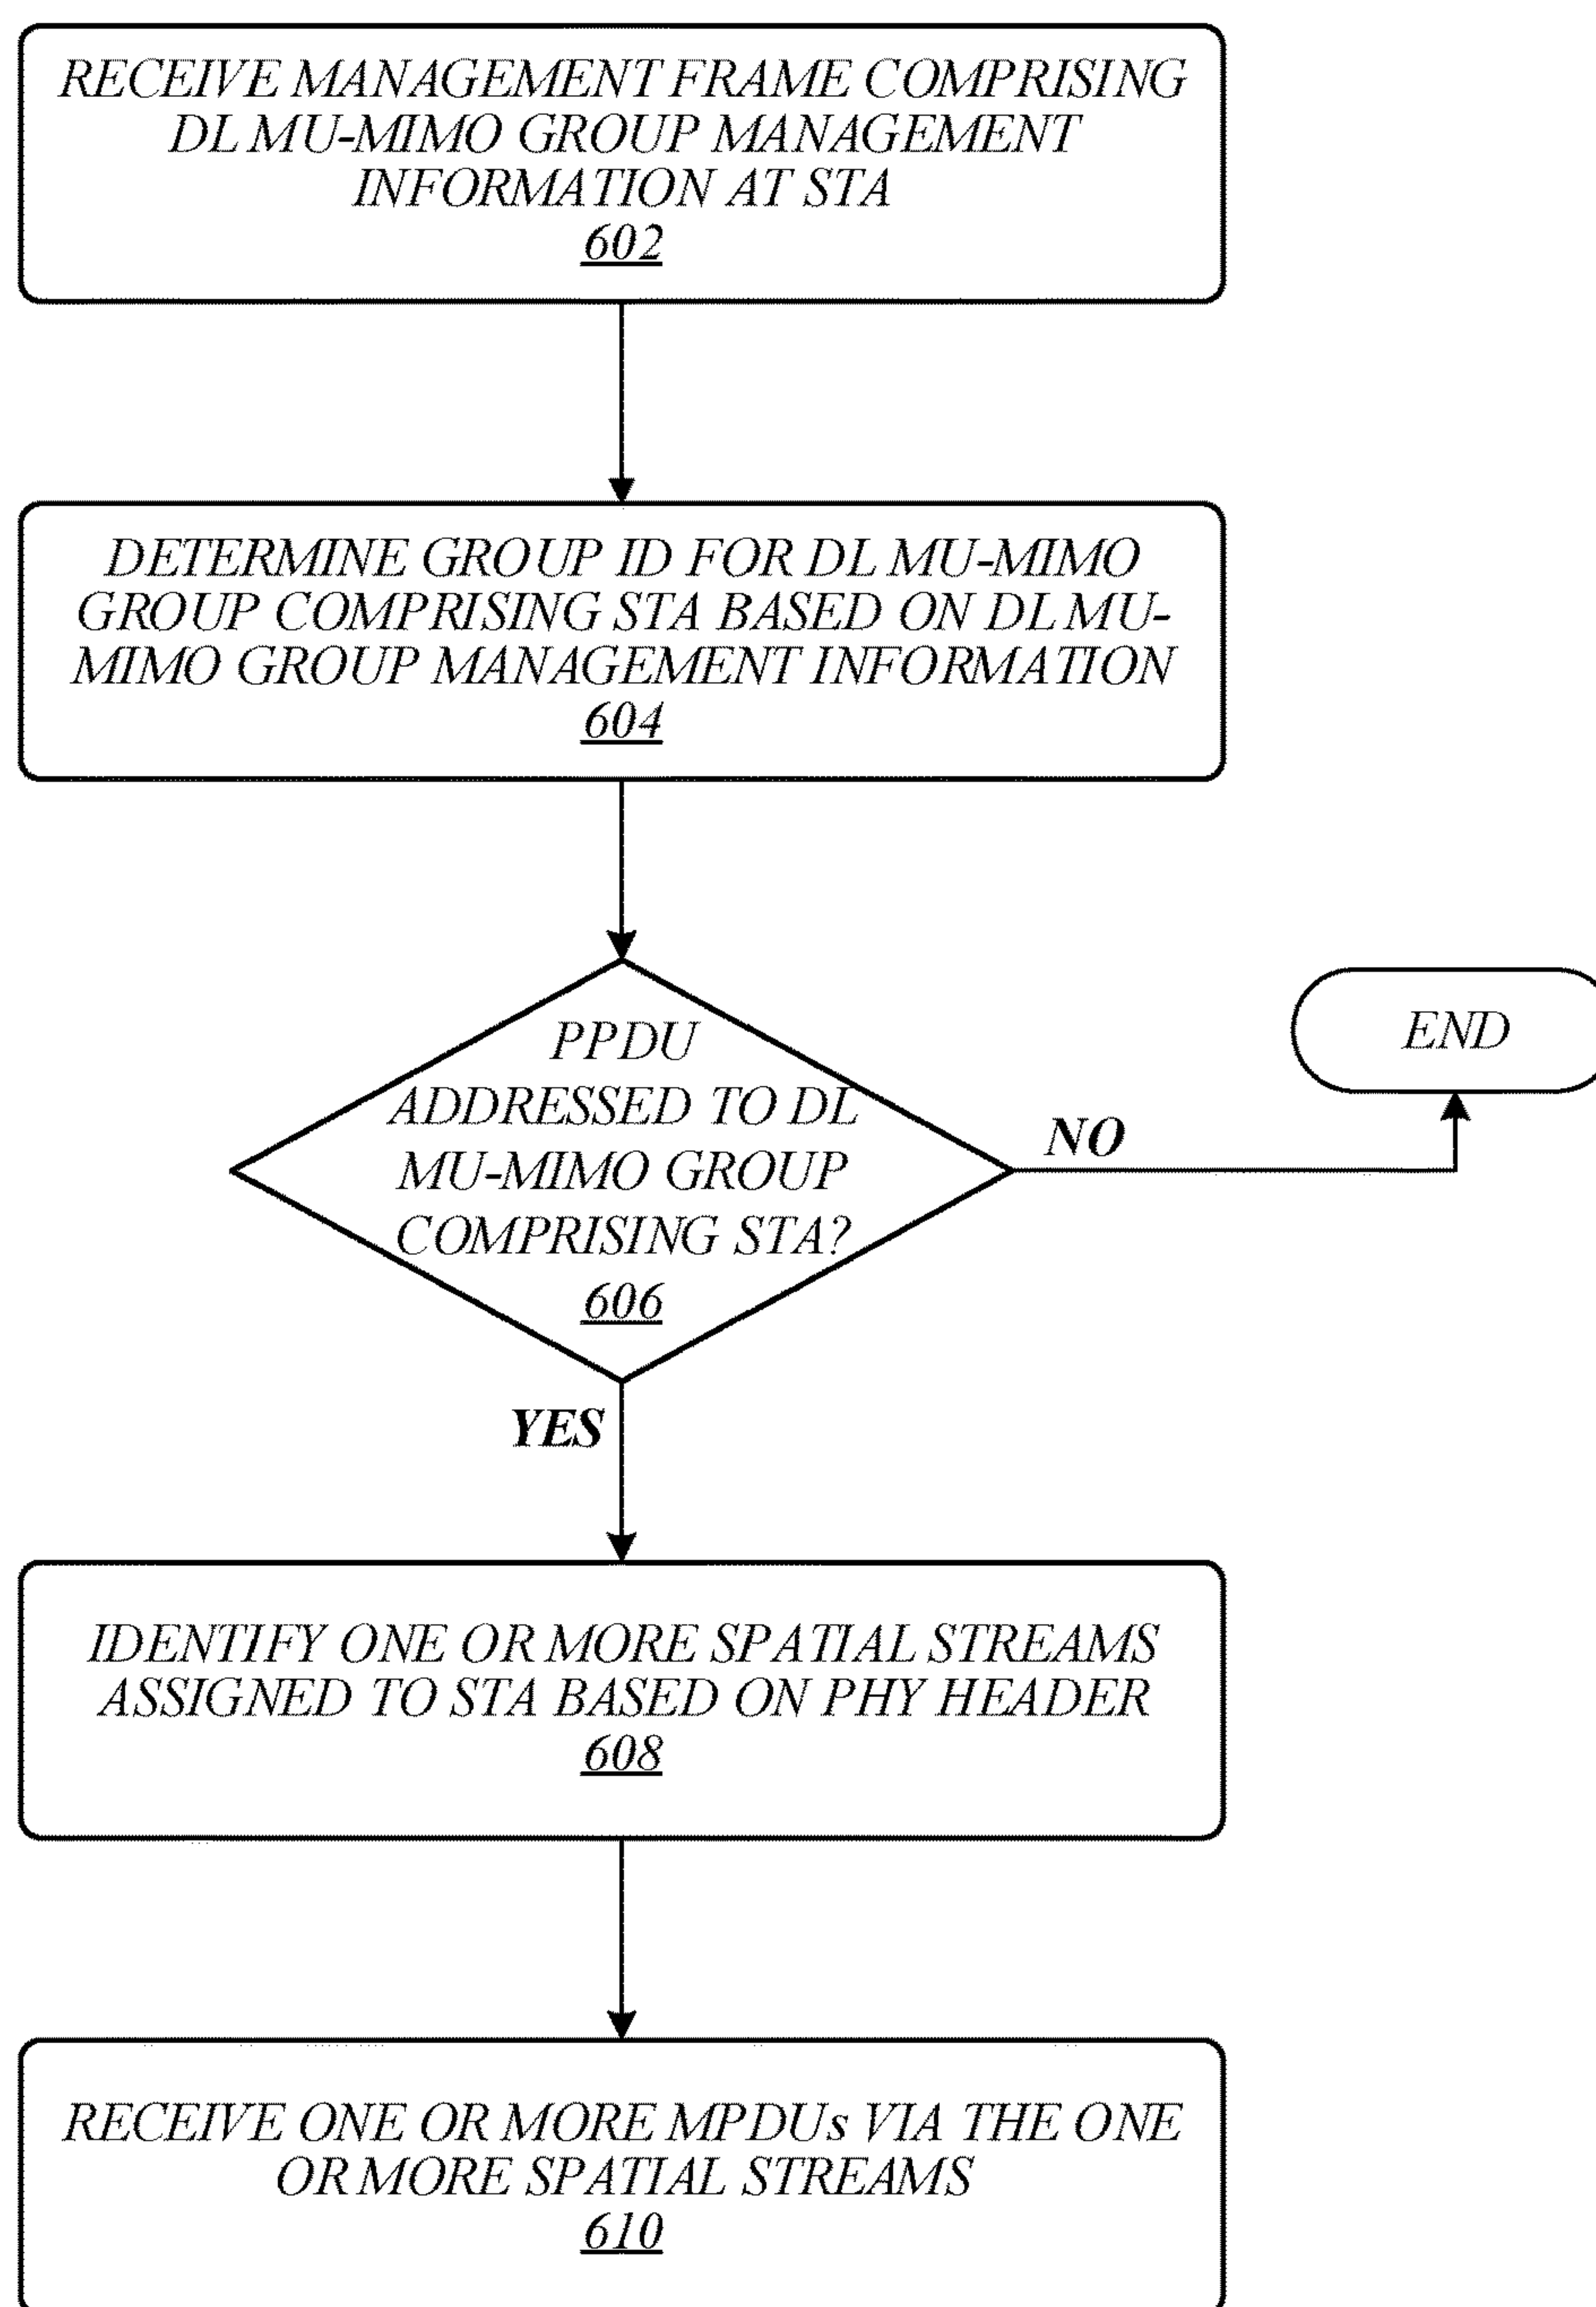 RECEIVE MANAGEMENT FRAME COMPRISING
DL MU-MIMO GROUP MANAGEMENT
INFORMATION AT STA
602
DETERMINE GROUP ID FOR DL MU-MIMO
GROUP COMPRISING STA BASED ON DL MU-
MIMO GROUP MANAGEMENT INFORMATION
604
PPDU
ADDRESSED TO DL
MU-MIMO GROUP
COMPRISING STA?
606
NO
END
YES
IDENTIFY ONE OR MORE SPATIAL STREAMS
ASSIGNED TO STA BASED ON PHY HEADER
608
RECEIVE ONE OR MORE MPDUs VIA THE ONE
OR MORE SPATIAL STREAMS
610